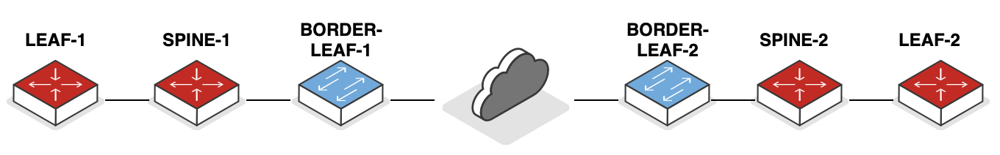 LEAF-1
SPINE-1
BORDER-
LEAF-1
BORDER-
LEAF-2
SPINE-2
LEAF-2